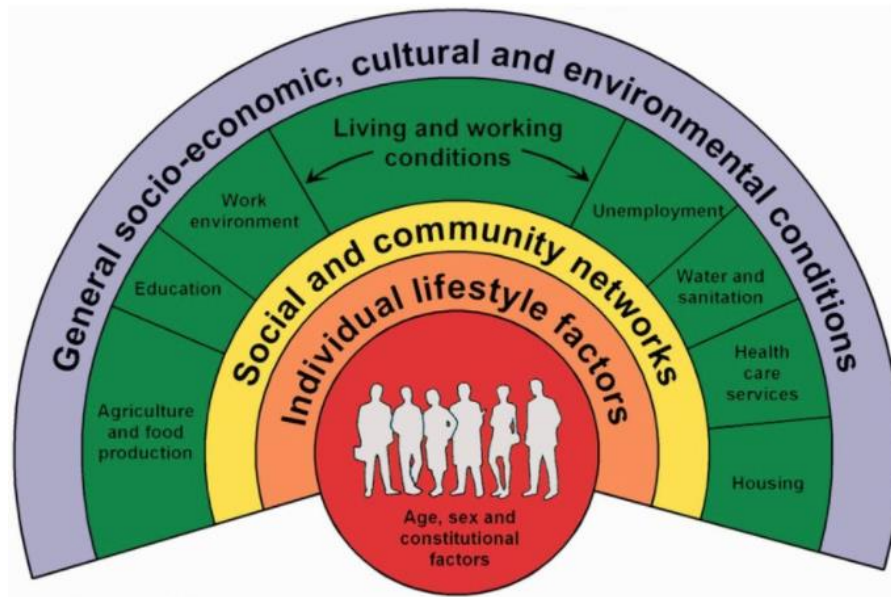 General socio-economic, cultural and environmental conditions
Living and working
conditions
Work
environment
Unemployment
Education
Water and
sanitation
Agriculture
and food
production
Health
care
services
Housing
Social and community networks
Individual lifestyle factors
Age, sex and
constitutional
factors